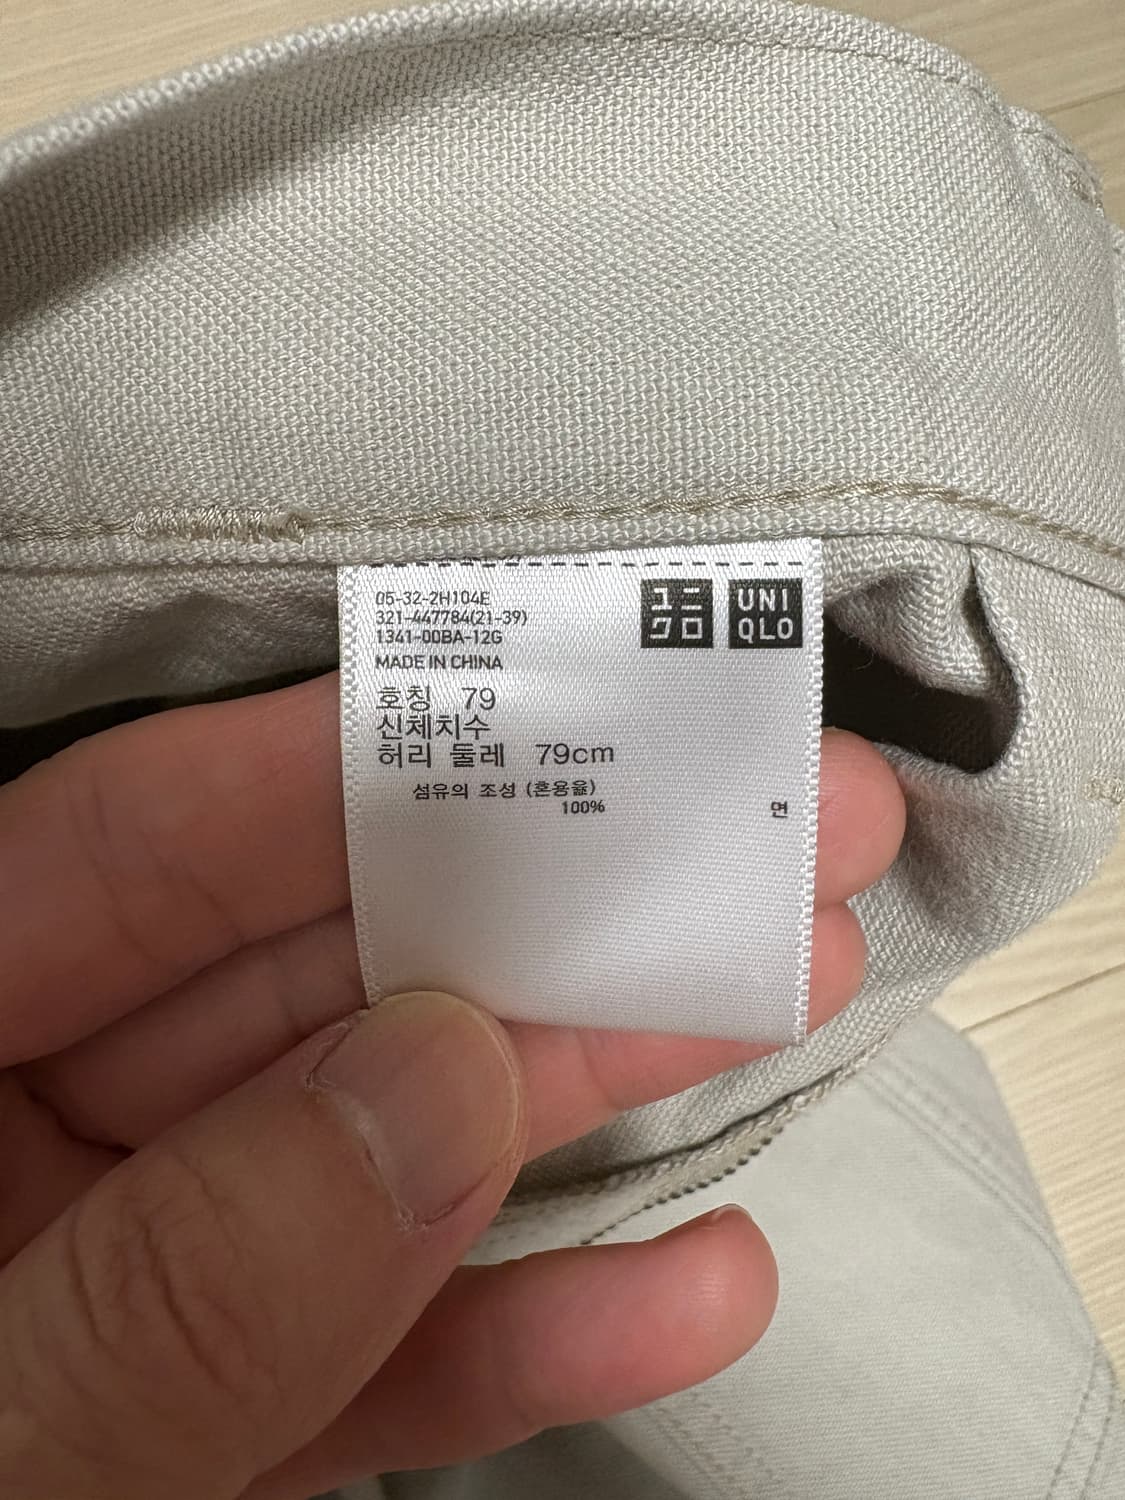 05-32-2H104E
321-447784(21-39)
1341-00BA-12G
MADE IN CHINA
ユニ
クロ
UNI
QLO
호칭 79
신체치수
허리 둘레 79cm
섬유의 조성 (혼용율)
100% 면